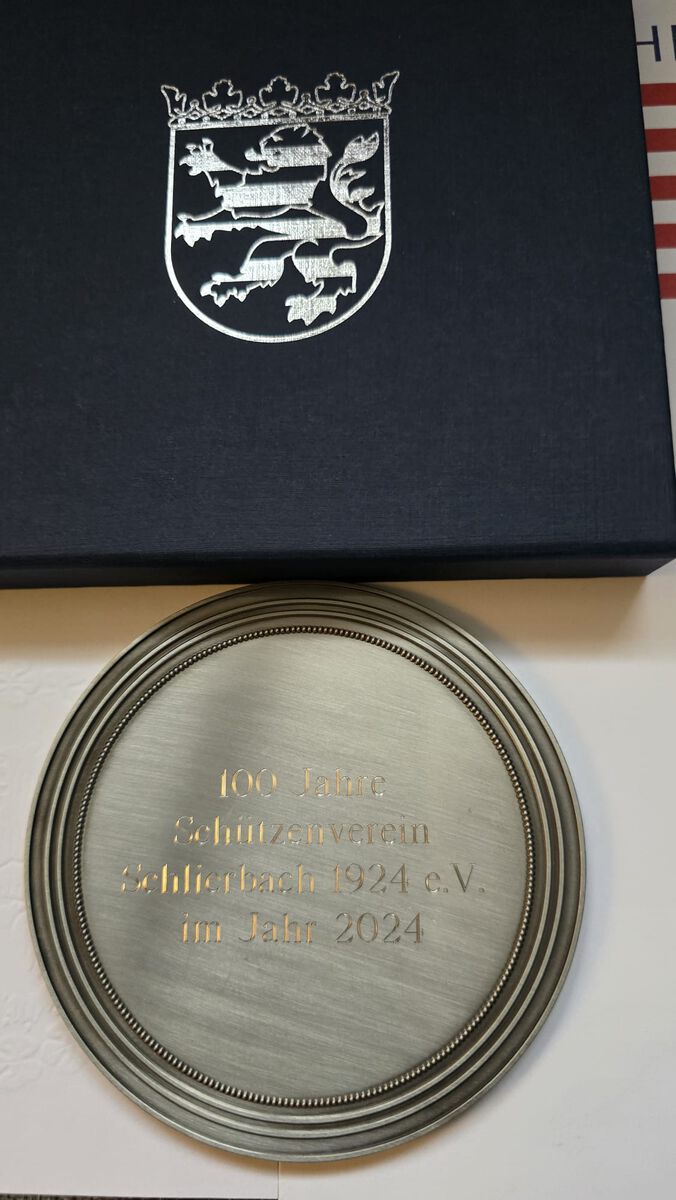 100 Jahre
Schützenverein
Schlierbach 1924 e.V.
im Jahr 2024